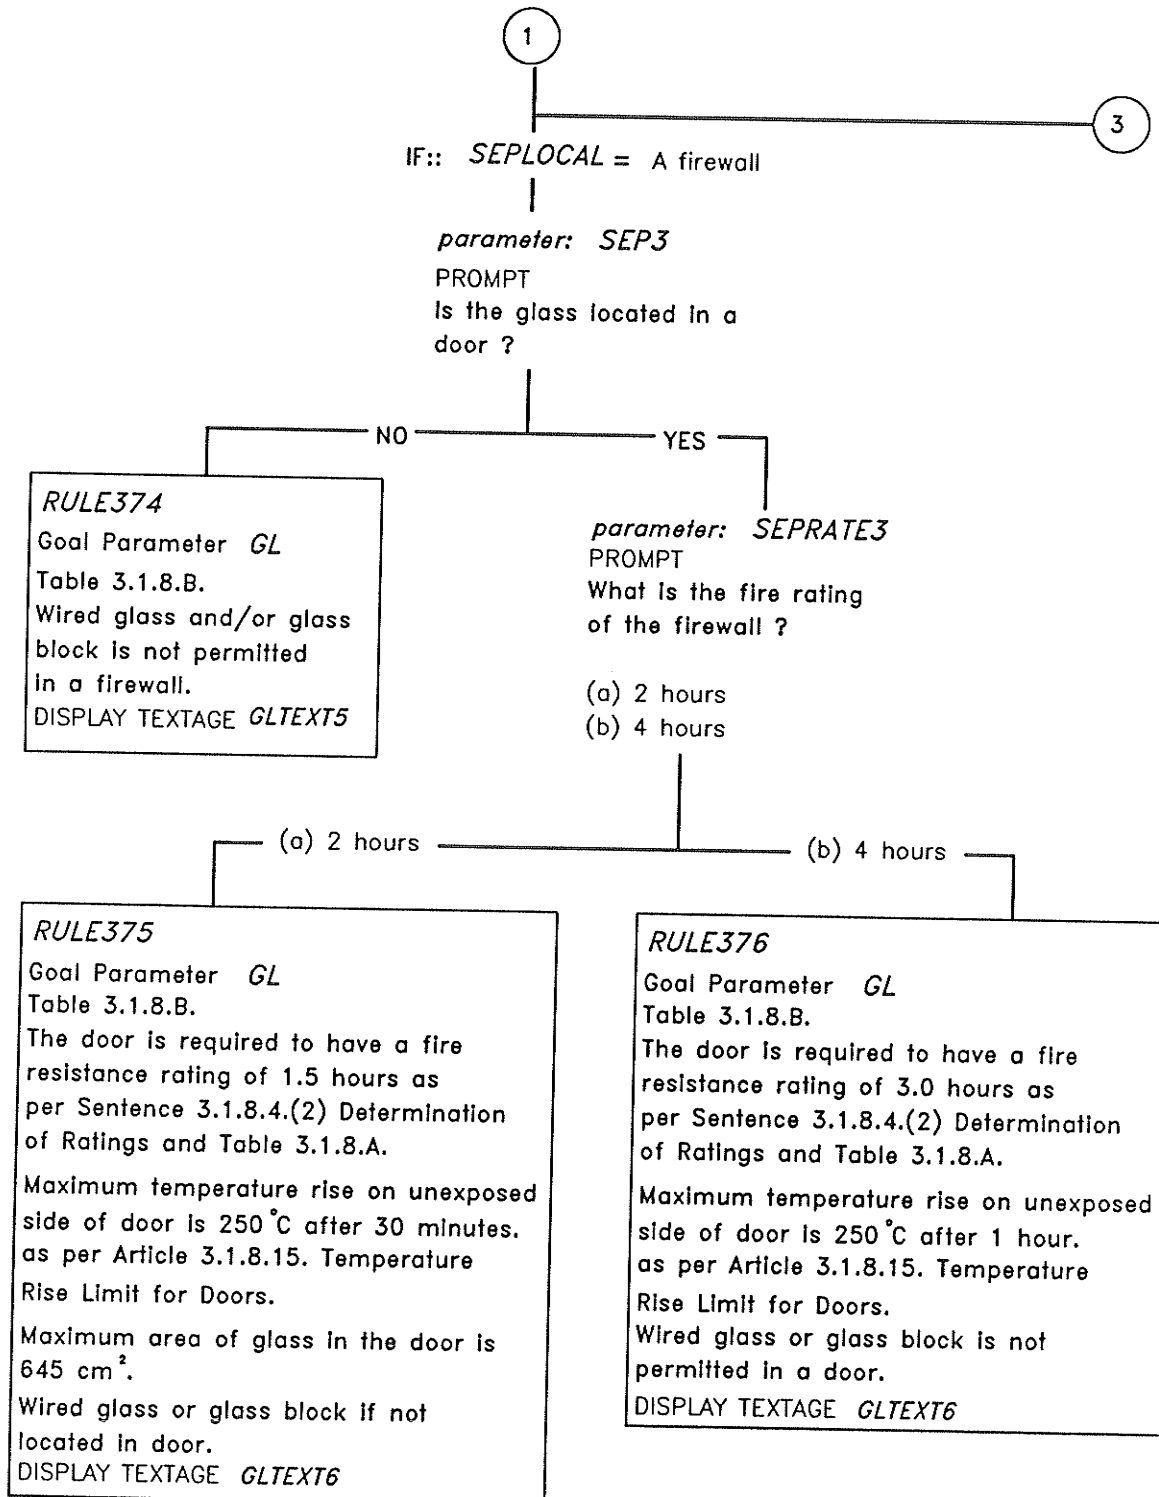 1
3
IF:: SEPLOCAL = A firewall
parameter: SEP3
PROMPT
Is the glass located in a
door ?
NO
YES
RULE374
Goal Parameter GL
Table 3.1.8.B.
Wired glass and/or glass
block is not permitted
in a firewall.
DISPLAY TEXTAGE GLTEXT5
parameter: SEPRATE3
PROMPT
What is the fire rating
of the firewall ?
(a) 2 hours
(b) 4 hours
(a) 2 hours
(b) 4 hours
RULE375
Goal Parameter GL
Table 3.1.8.B.
The door is required to have a fire
resistance rating of 1.5 hours as
per Sentence 3.1.8.4.(2) Determination
of Ratings and Table 3.1.8.A.
Maximum temperature rise on unexposed
side of door is 250°C after 30 minutes.
as per Article 3.1.8.15. Temperature
Rise Limit for Doors.
Maximum area of glass in the door is
645 cm².
Wired glass or glass block if not
located in door.
DISPLAY TEXTAGE GLTEXT6
RULE376
Goal Parameter GL
Table 3.1.8.B.
The door is required to have a fire
resistance rating of 3.0 hours as
per Sentence 3.1.8.4.(2) Determination
of Ratings and Table 3.1.8.A.
Maximum temperature rise on unexposed
side of door is 250°C after 1 hour.
as per Article 3.1.8.15. Temperature
Rise Limit for Doors.
Wired glass or glass block is not
permitted in a door.
DISPLAY TEXTAGE GLTEXT6